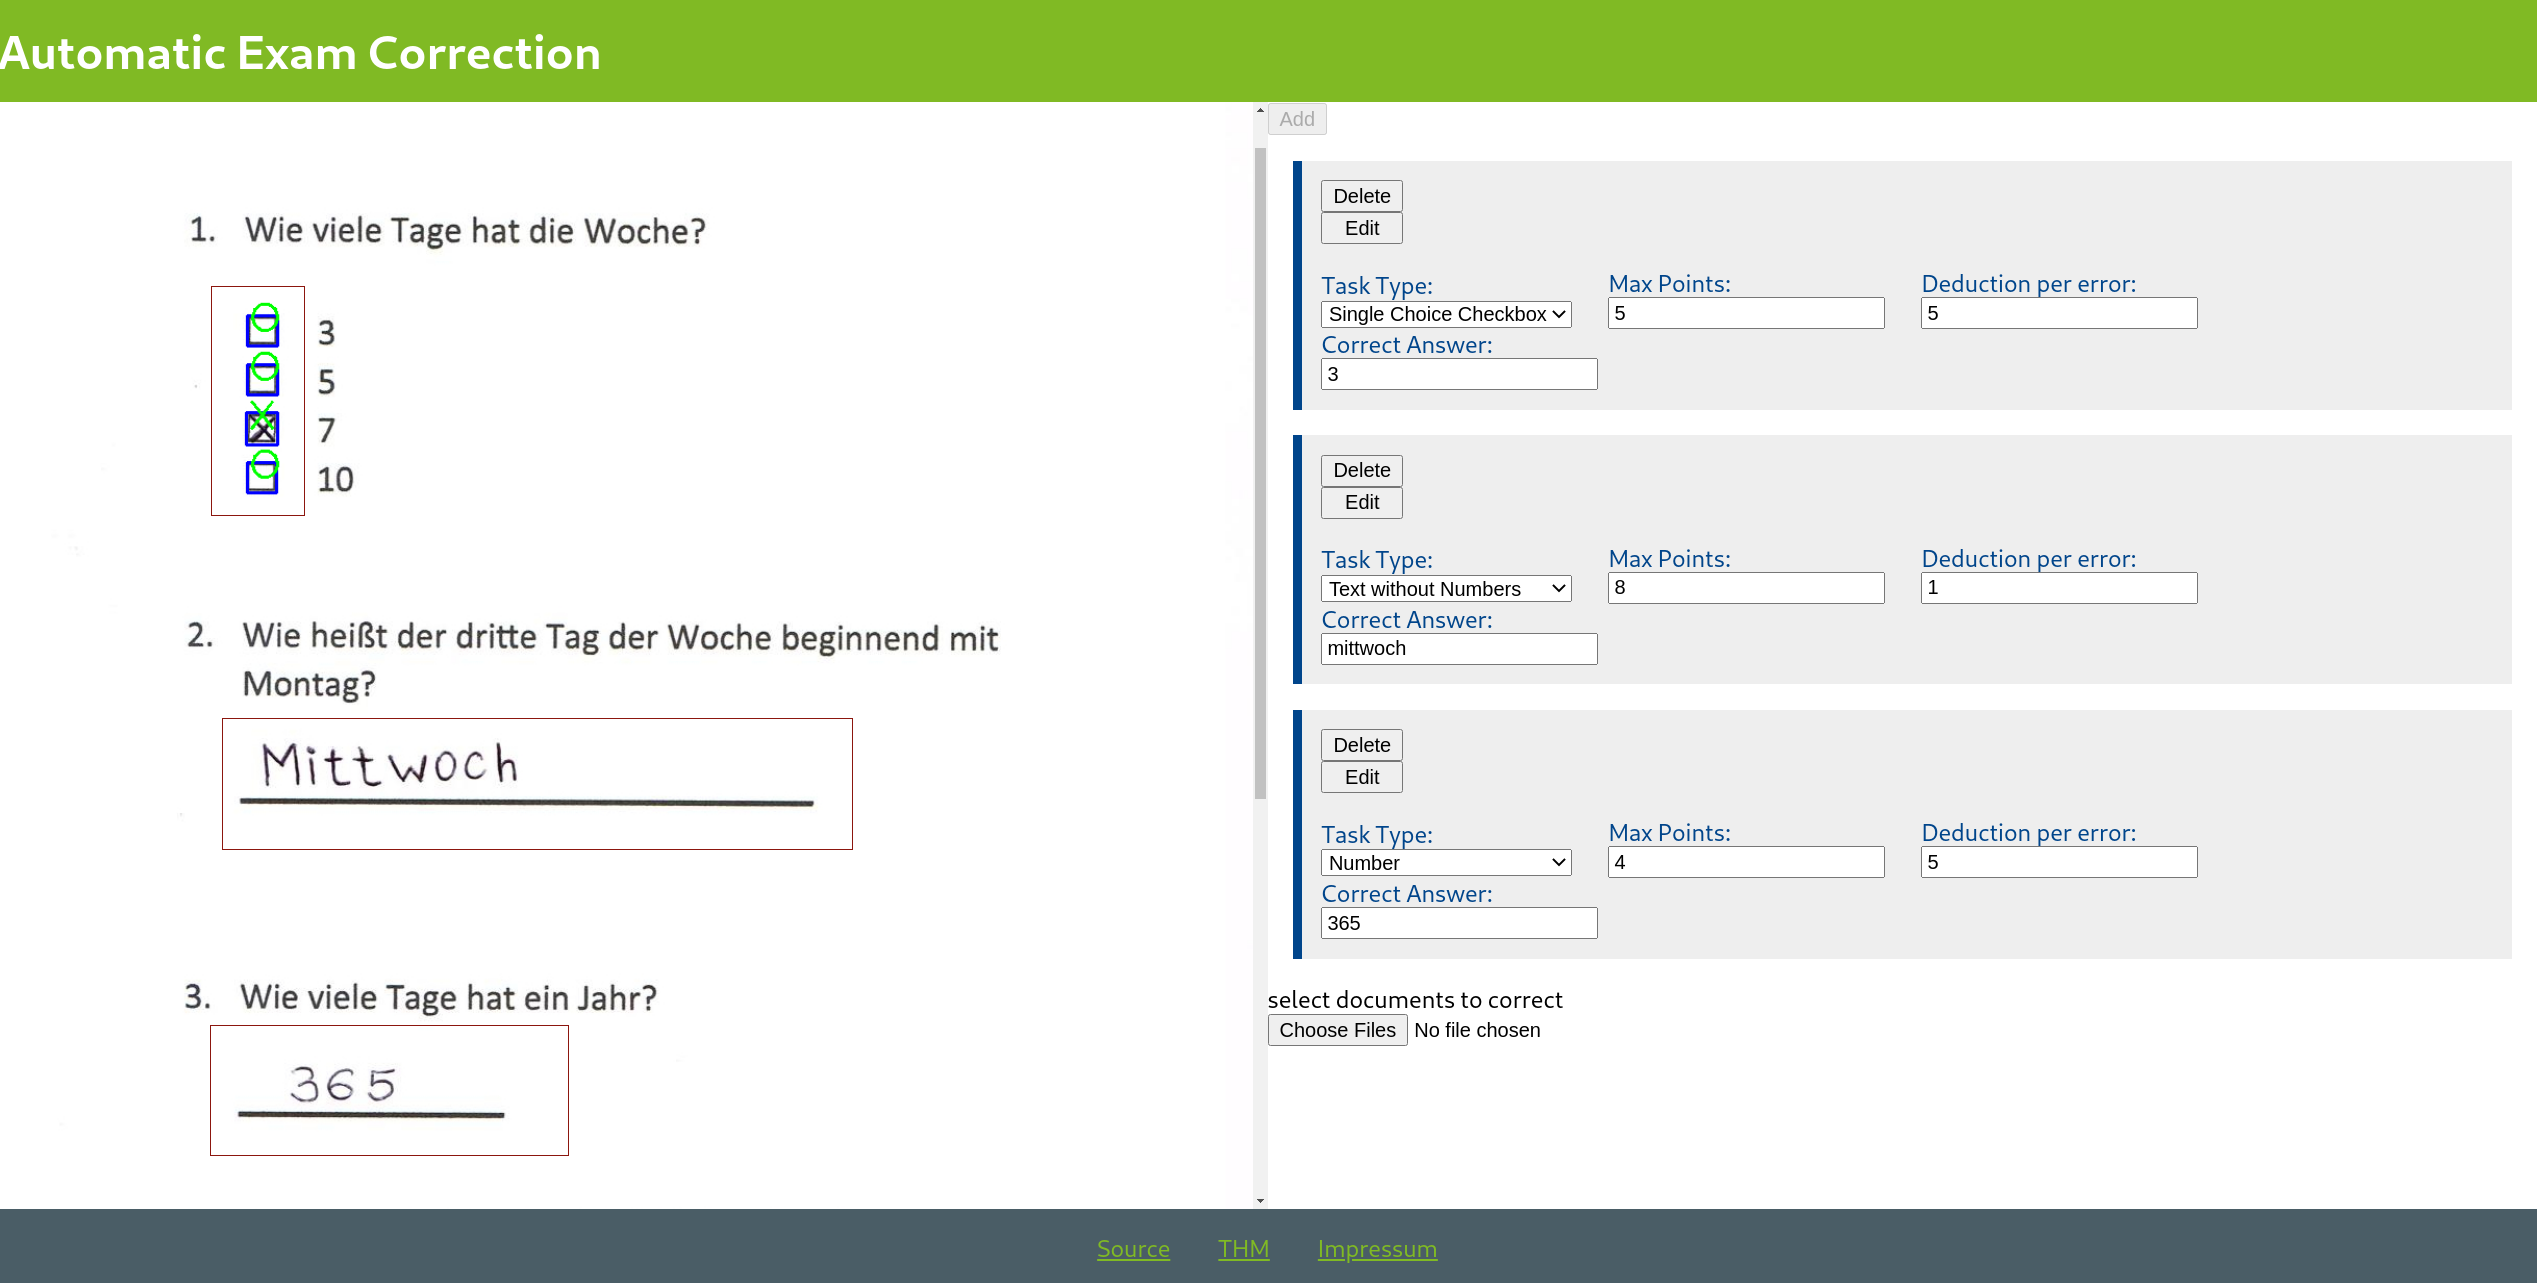 Automatic Exam Correction
1. Wie viele Tage hat die Woche?
3
5
7
10
2. Wie heißt der dritte Tag der Woche beginnend mit
Montag?
Mittwoch
3. Wie viele Tage hat ein Jahr?
365
Add
Delete
Edit
Task Type: Max Points: Deduction per error:
Single Choice Checkbox 5 5
Correct Answer:
3
Delete
Edit
Task Type: Max Points: Deduction per error:
Text without Numbers 8 1
Correct Answer:
mittwoch
Delete
Edit
Task Type: Max Points: Deduction per error:
Number 4 5
Correct Answer:
365
select documents to correct
Choose Files No file chosen
Source THM Impressum